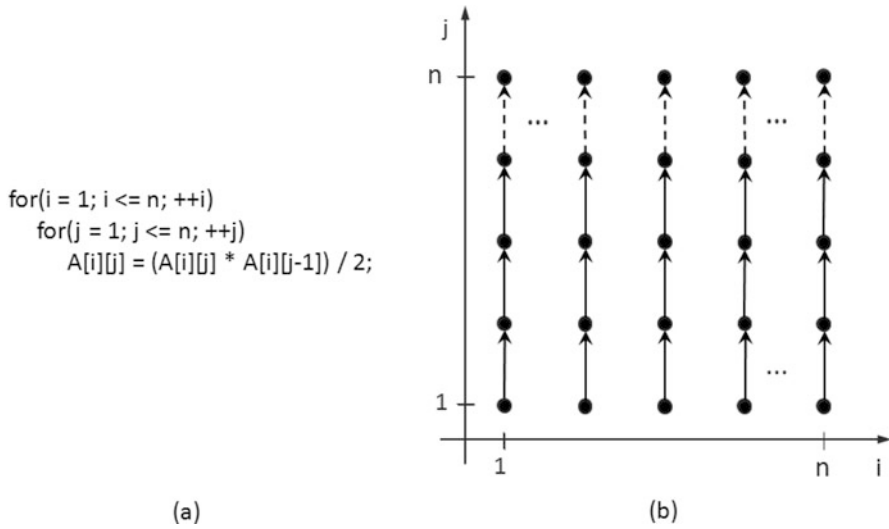 for(i = 1; i <= n; ++i)
for(j = 1; j <= n; ++j)
A[i][j] = (A[i][j] * A[i][j-1]) / 2;
(a)
j
n
... ...
...
1
1 n i
(b)